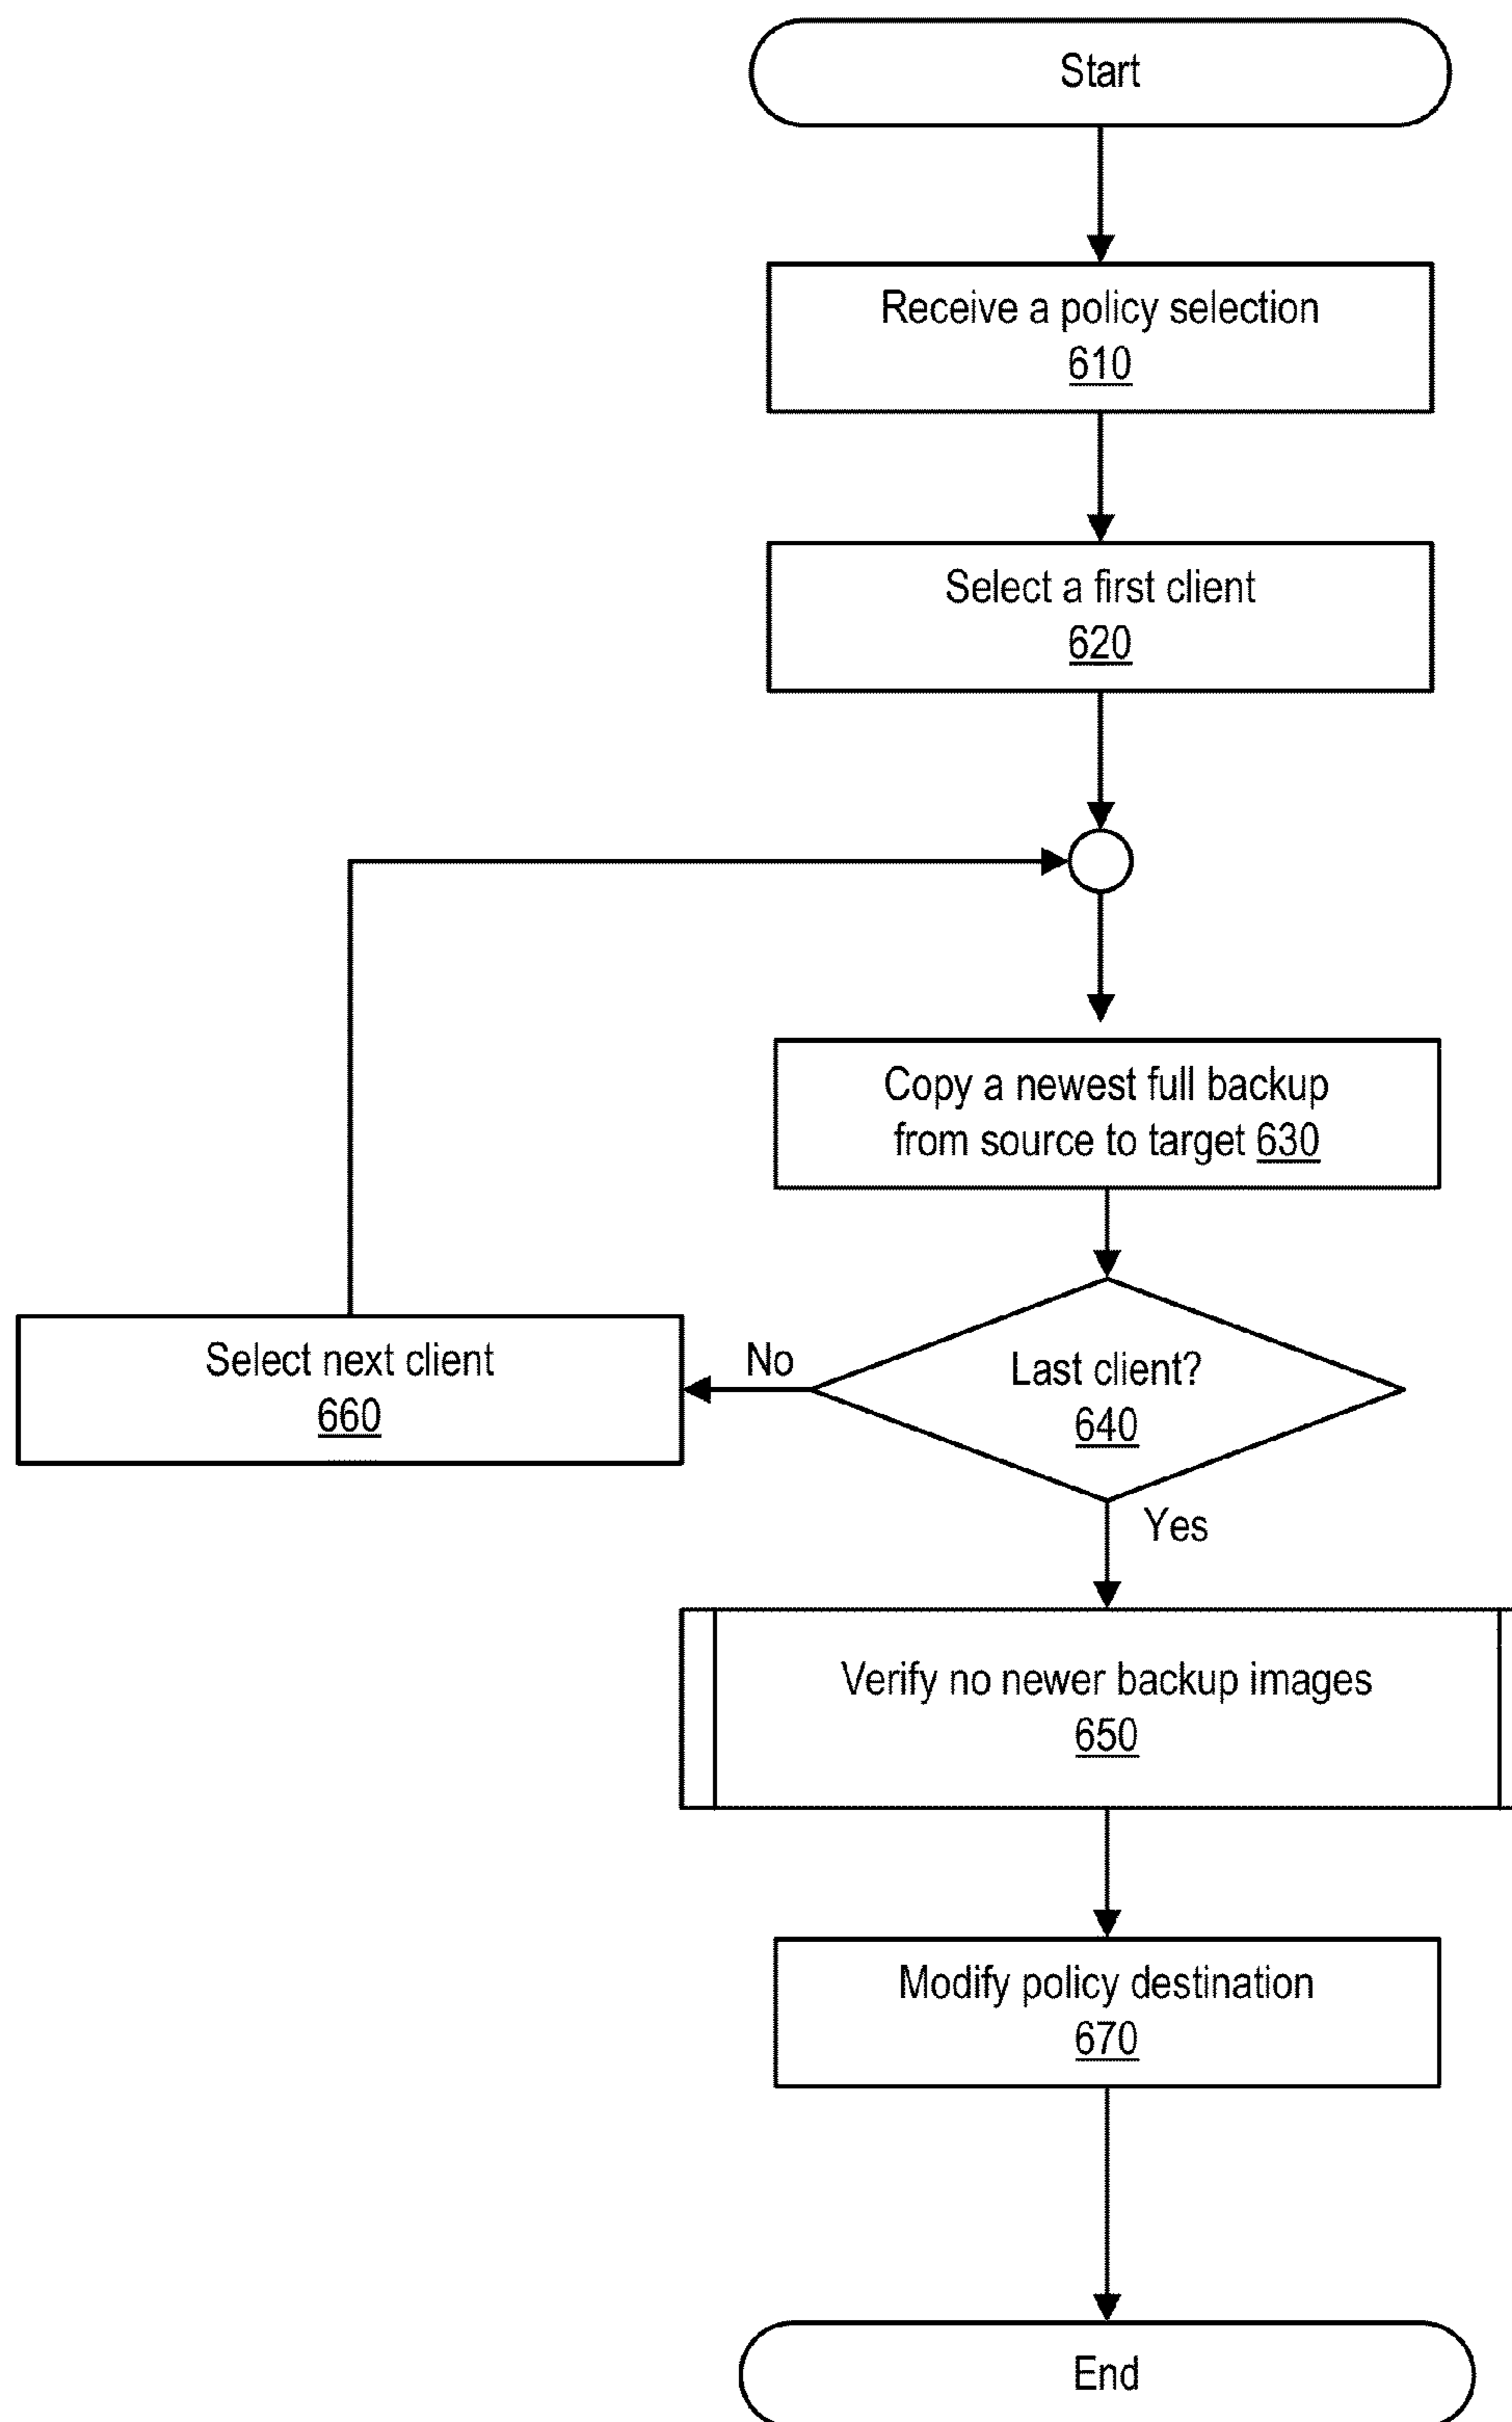 Start
Receive a policy selection
610
Select a first client
620
Copy a newest full backup
from source to target 630
Last client?
640
No
Select next client
660
Yes
Verify no newer backup images
650
Modify policy destination
670
End